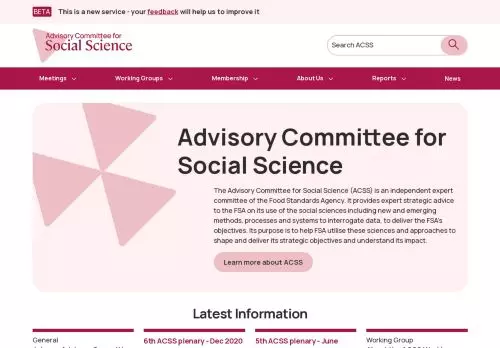 BETA This is a new service - your feedback will help us to improve it
Advisory Committee for
Social Science
Search ACSS
Meetings Working Groups Membership About Us Reports News
Advisory Committee for
Social Science
The Advisory Committee for Social Science (ACSS) is an independent expert
committee of the Food Standards Agency. It provides expert strategic advice
to the FSA on its use of the social sciences including new and emerging
methods, processes and systems to interrogate data, to deliver the FSA's
objectives. Its purpose is to help FSA utilise these sciences and approaches to
shape and deliver its strategic objectives and understand its impact.
Learn more about ACSS
Latest Information
General
6th ACSS plenary - Dec 2020
5th ACSS plenary - June
Working Group